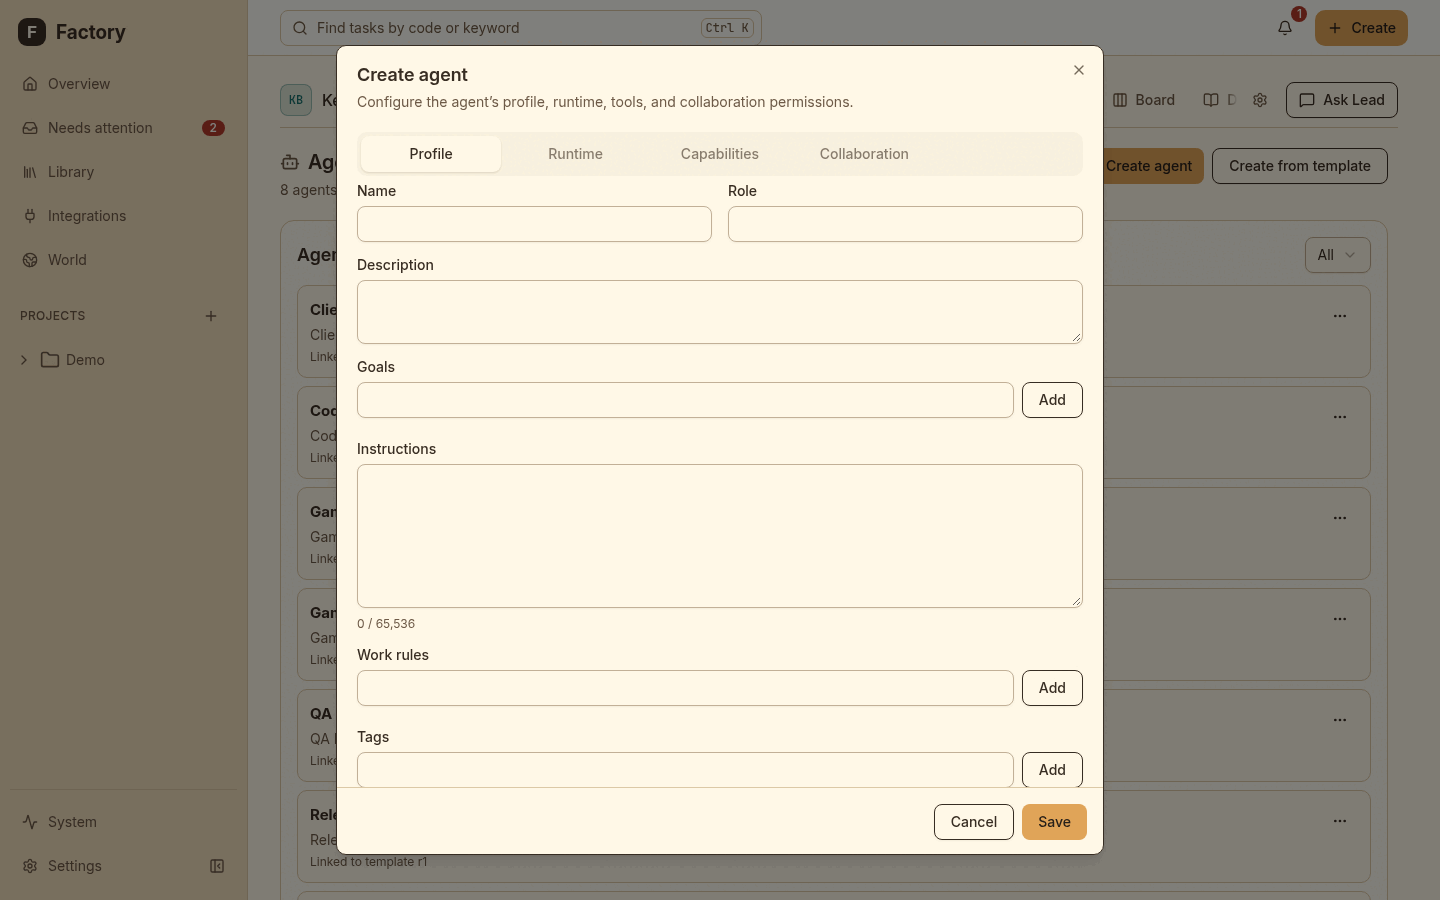 F Factory
Overview
Needs attention 2
Library
Integrations
World
PROJECTS
Demo
System
Settings
Find tasks by code or keyword Ctrl K
1
Create
KB
Board
Ask Lead
8 agents
Create agent
Create from template
All
Linked to template r1
Create agent
Configure the agent's profile, runtime, tools, and collaboration permissions.
Profile Runtime Capabilities Collaboration
Name Role
Description
Goals
Add
Instructions
0 / 65,536
Work rules
Add
Tags
Add
Cancel Save